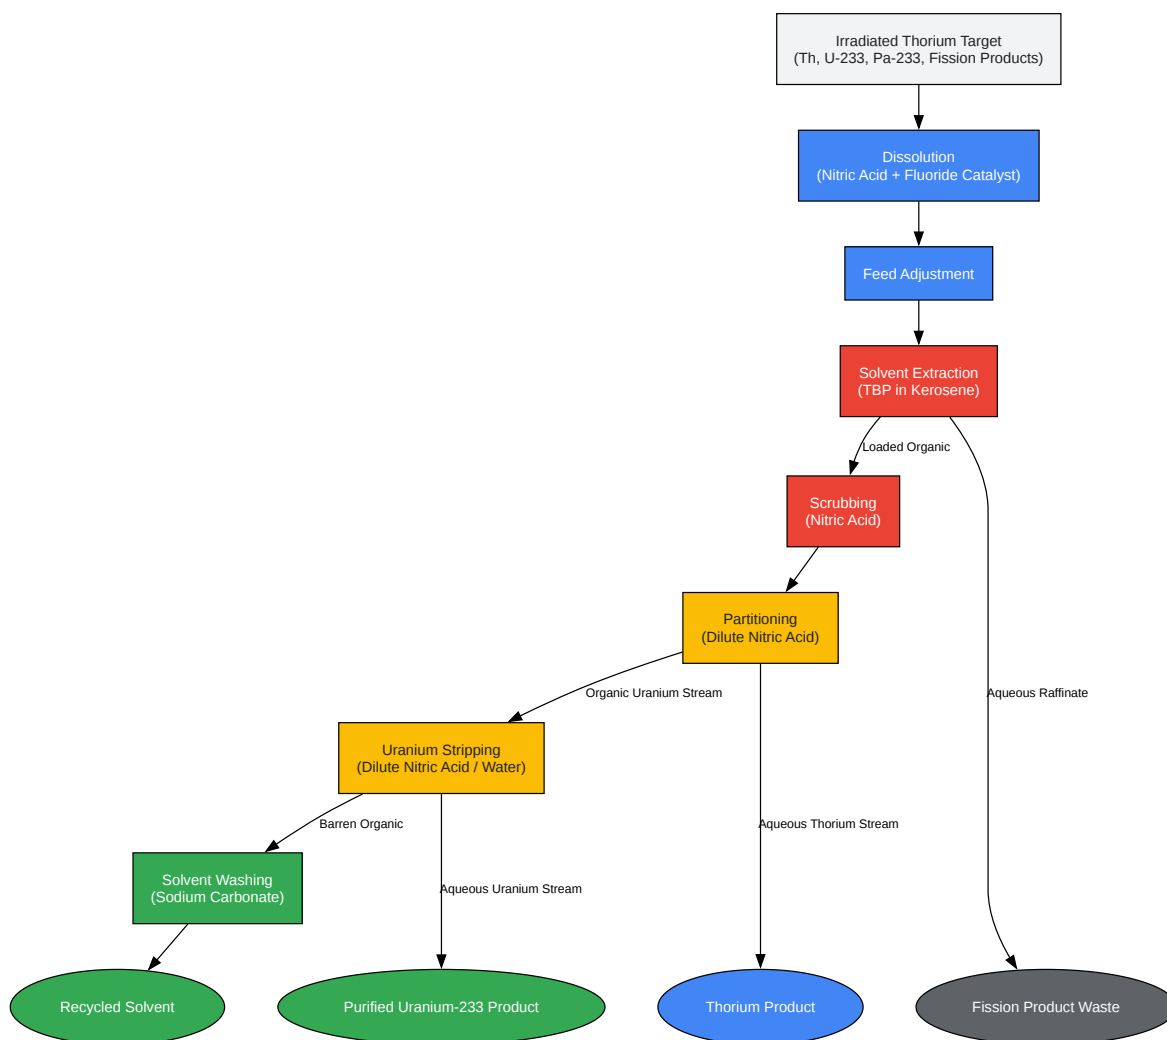 Irradiated Thorium Target
(Th, U-233, Pa-233, Fission Products)
Dissolution
(Nitric Acid + Fluoride Catalyst)
Feed Adjustment
Solvent Extraction
(TBP in Kerosene)
Loaded Organic
Scrubbing
(Nitric Acid)
Partitioning
(Dilute Nitric Acid)
Organic Uranium Stream
Aqueous Raffinate
Uranium Stripping
(Dilute Nitric Acid / Water)
Barren Organic
Aqueous Thorium Stream
Solvent Washing
(Sodium Carbonate)
Aqueous Uranium Stream
Recycled Solvent
Purified Uranium-233 Product
Thorium Product
Fission Product Waste